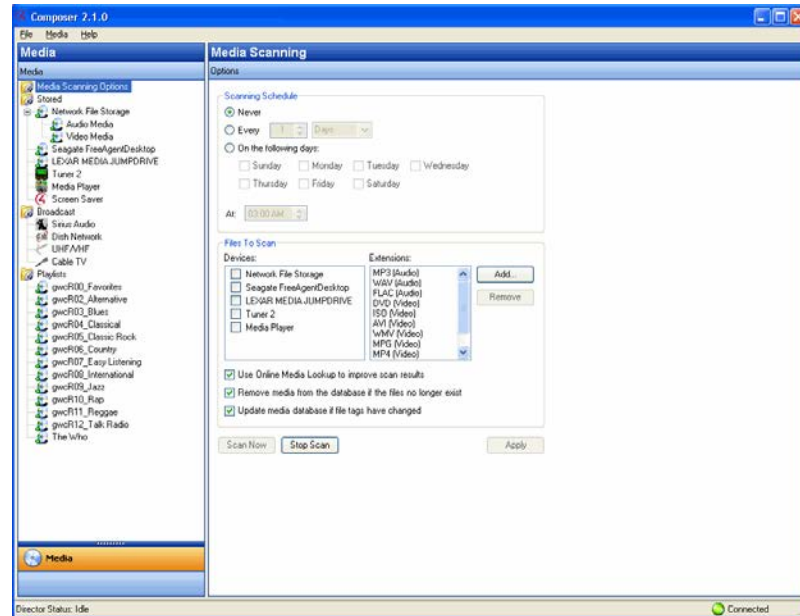 Composer 2.1.0
File Media Help
Media
Media
Media Scanning Options
Stored
Network File Storage
Audio Media
Video Media
Seagate FreeAgentDesktop
LEXAR MEDIA JUMPDRIVE
Tuner 2
Media Player
Screen Saver
Broadcast
Sirius Audio
Dish Network
UHF/VHF
Cable TV
Playlists
gwcR00_Favorites
gwcR02_Alternative
gwcR03_Blues
gwcR04_Classical
gwcR05_Classic Rock
gwcR06_Country
gwcR07_Easy Listening
gwcR08_International
gwcR09_Jazz
gwcR10_Rap
gwcR11_Reggae
gwcR12_Talk Radio
The Who
Media
Media Scanning
Options
Scanning Schedule
Never
Every 1 Days
On the following days:
Sunday Monday Tuesday Wednesday
Thursday Friday Saturday
At: 03:00 AM
Files To Scan
Devices:
Network File Storage
Seagate FreeAgentDesktop
LEXAR MEDIA JUMPDRIVE
Tuner 2
Media Player
Extensions:
MP3 (Audio)
WAV (Audio)
FLAC (Audio)
DVD (Video)
ISO (Video)
AVI (Video)
WMV (Video)
MPG (Video)
MP4 (Video)
Add...
Remove
Use Online Media Lookup to improve scan results
Remove media from the database if the files no longer exist
Update media database if file tags have changed
Scan Now Stop Scan Apply
Director Status: Idle Connected